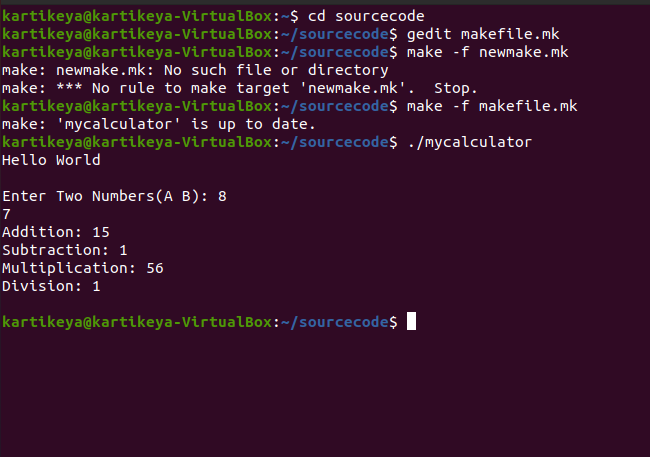 kartikeya@kartikeya-VirtualBox:~$ cd sourcecode
kartikeya@kartikeya-VirtualBox:~/sourcecode$ gedit makefile.mk
kartikeya@kartikeya-VirtualBox:~/sourcecode$ make -f newmake.mk
make: newmake.mk: No such file or directory
make: *** No rule to make target 'newmake.mk'.  Stop.
kartikeya@kartikeya-VirtualBox:~/sourcecode$ make -f makefile.mk
make: 'mycalculator' is up to date.
kartikeya@kartikeya-VirtualBox:~/sourcecode$ ./mycalculator
Hello World
Enter Two Numbers(A B): 8
7
Addition: 15
Subtraction: 1
Multiplication: 56
Division: 1
kartikeya@kartikeya-VirtualBox:~/sourcecode$